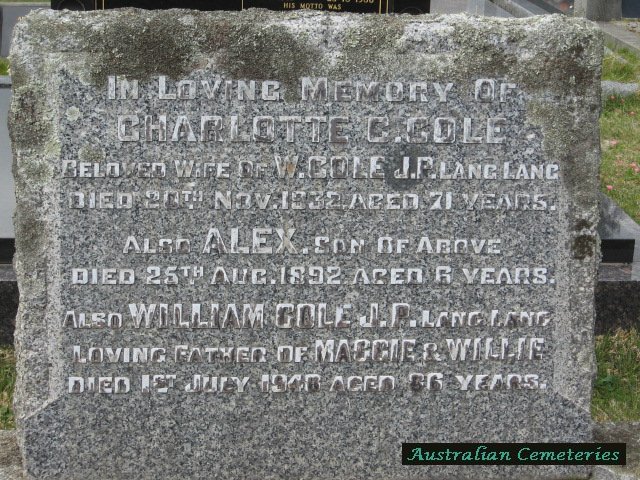 HIS MOTTO WAS
IN LOVING MEMORY OF
CHARLOTTE C. COLE
BELOVED WIFE OF W. COLE J.P. LANG LANG
DIED 20TH NOV. 1932 AGED 71 YEARS.
ALSO ALEX. SON OF ABOVE
DIED 25TH AUG. 1892 AGED 6 YEARS.
ALSO WILLIAM COLE J.P. LANG LANG
LOVING FATHER OF MAGGIE & WILLIE
DIED 1ST JULY 1946 AGED 86 YEARS.
Australian Cemeteries